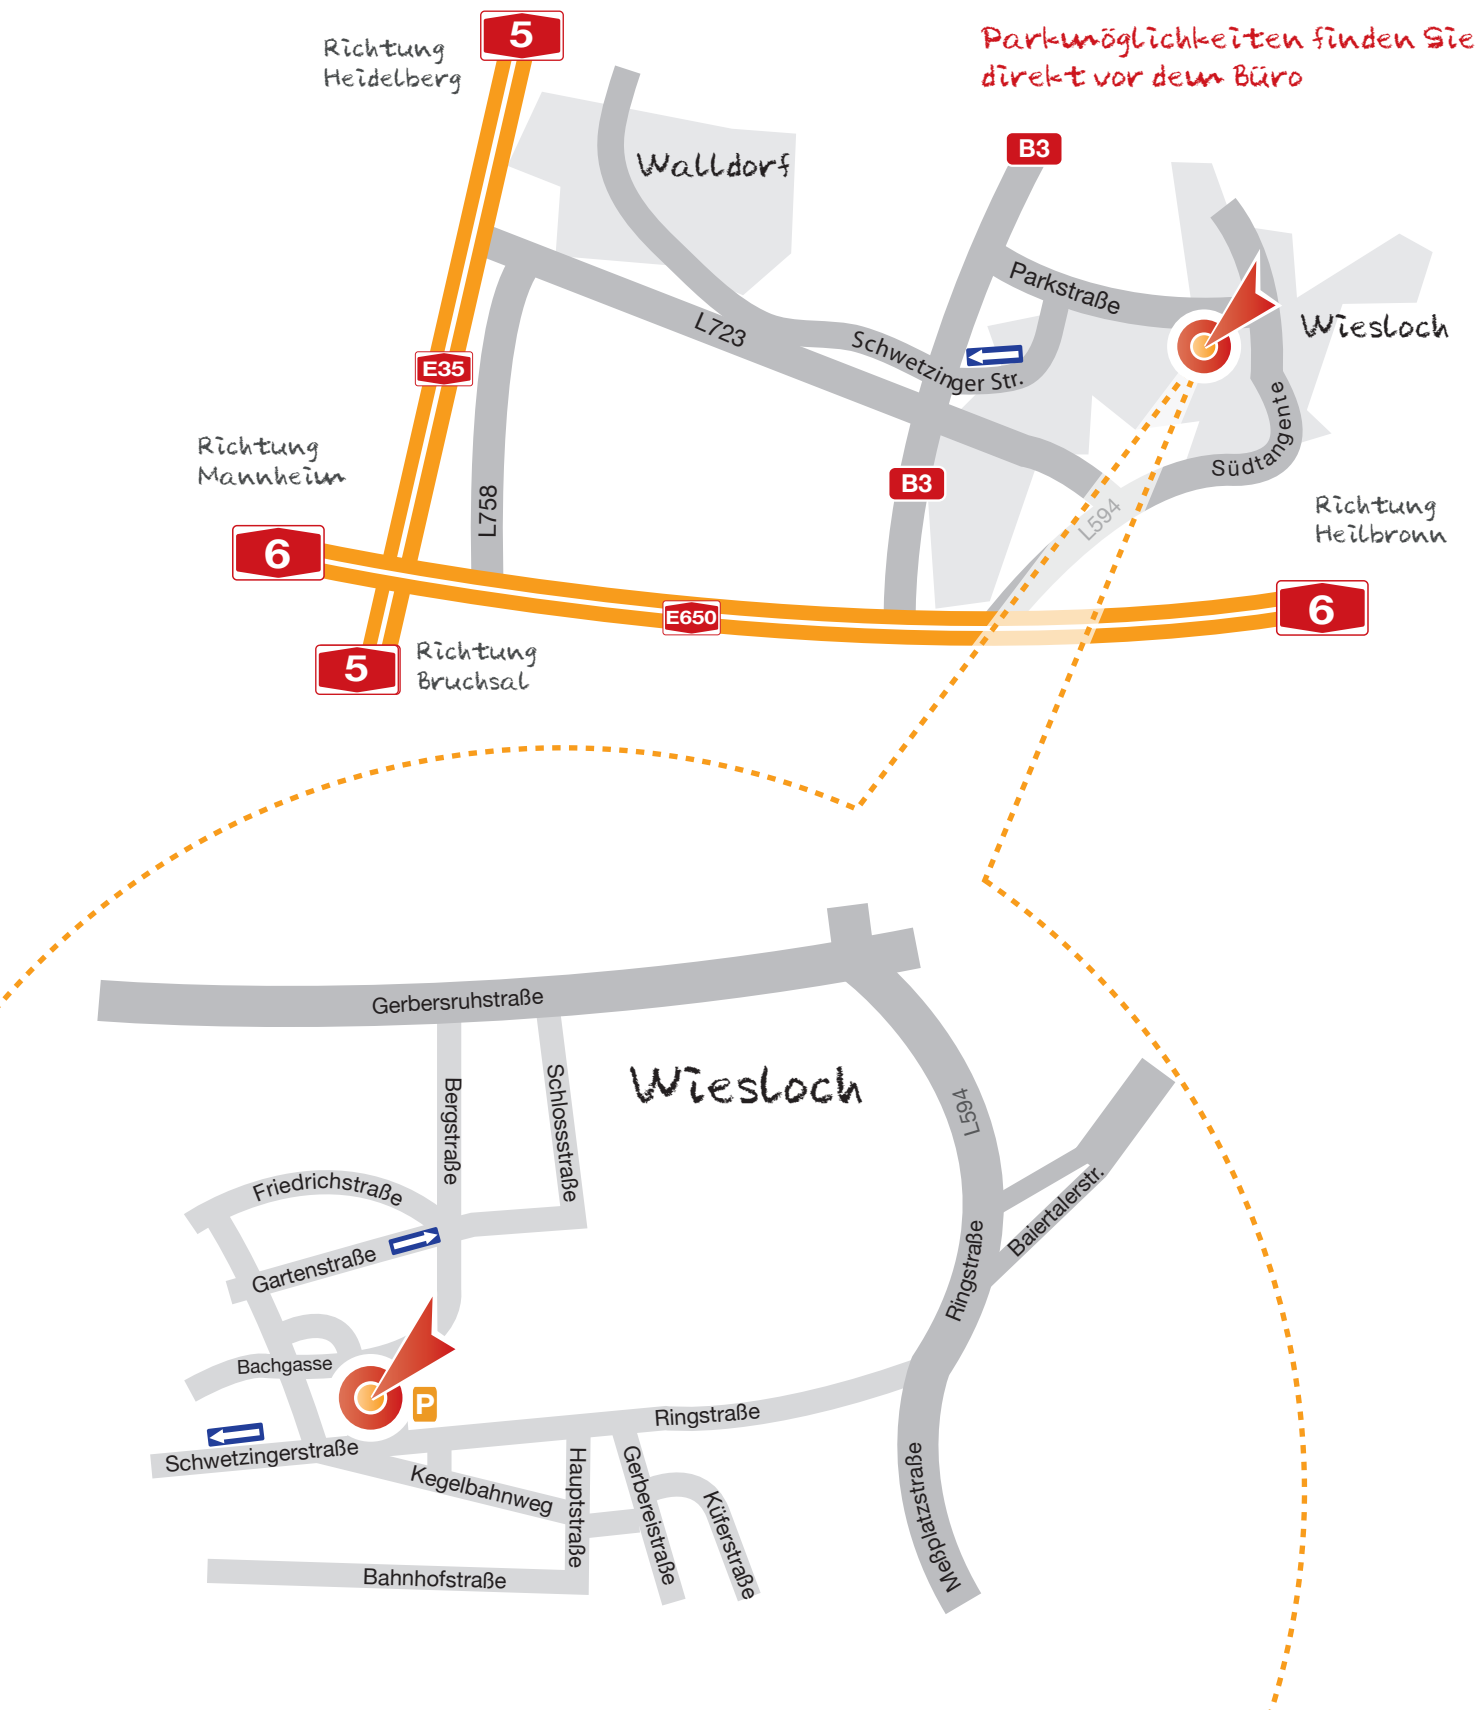 5
Richtung
Heidelberg
Parkmöglichkeiten finden Sie
direkt vor dem Büro
B3
Walldorf
Parkstraße
Wiesloch
L723
Schwetzinger Str.
E35
Südtangente
Richtung
Mannheim
L758
B3
L594
Richtung
Heilbronn
6
E650
6
5
Richtung
Bruchsal
Gerbersruhstraße
Wiesloch
Bergstraße
Schlossstraße
L594
Friedrichstraße
Baiertalerstr.
Gartenstraße
Ringstraße
Bachgasse
P
Ringstraße
Schwetzingerstraße
Kegelbahnweg
Hauptstraße
Gerbereistraße
Küferstraße
Meßplatzstraße
Bahnhofstraße